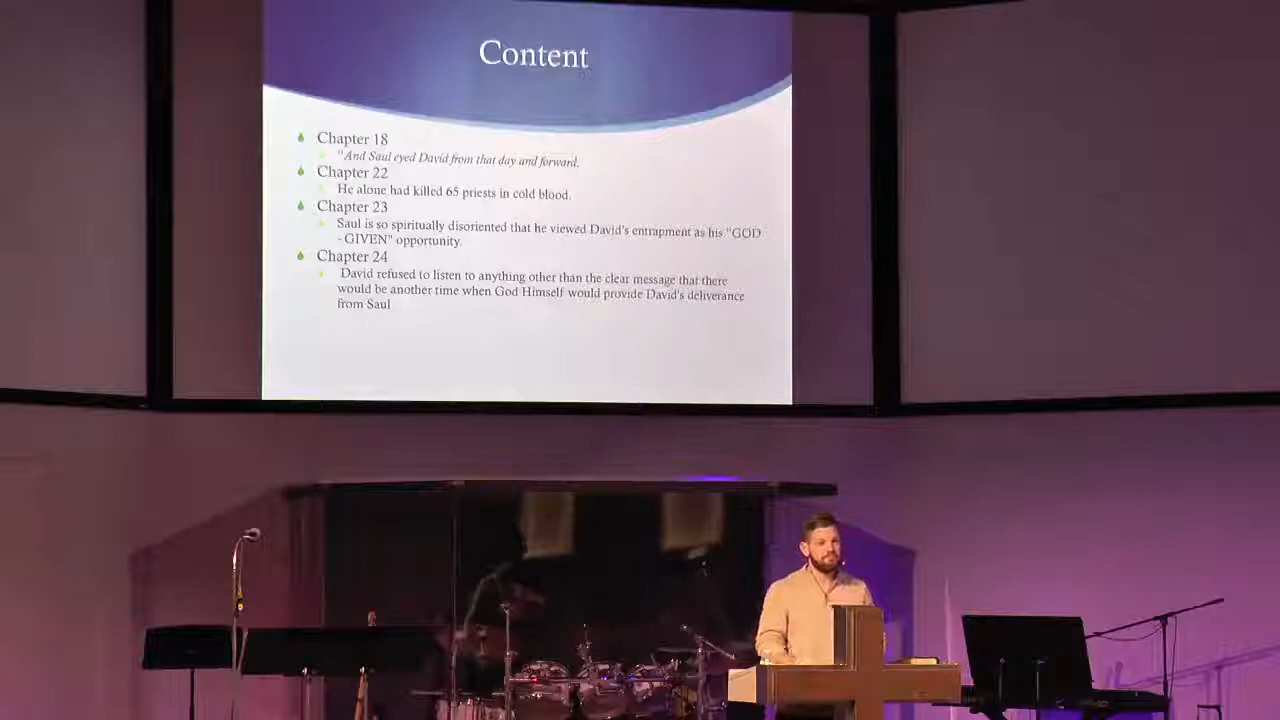 Content
Chapter 18
"And Saul eyed David from that day and forward.
Chapter 22
He alone had killed 65 priests in cold blood.
Chapter 23
Saul is so spiritually disoriented that he viewed David's entrapment as his "GOD
- GIVEN" opportunity.
Chapter 24
David refused to listen to anything other than the clear message that there
would be another time when God Himself would provide David's deliverance
from Saul